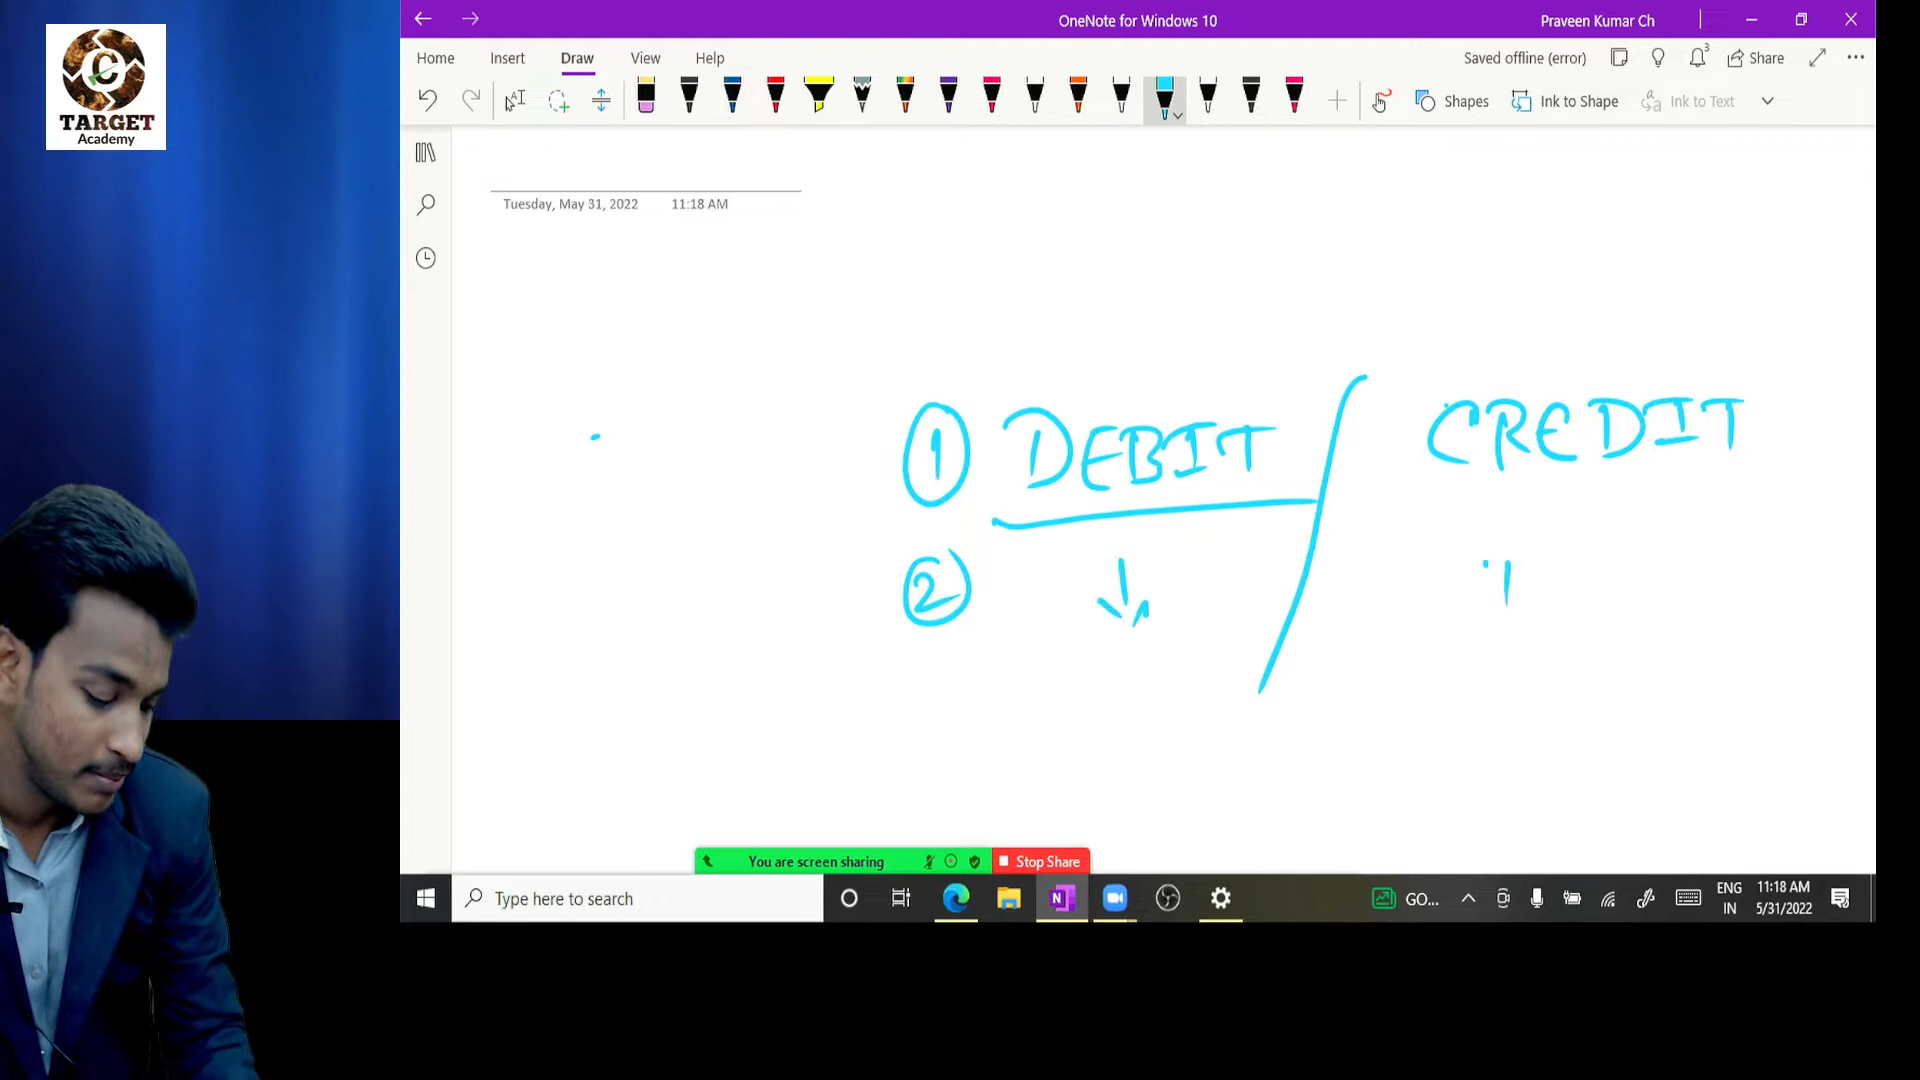 TARGET
Academy
OneNote for Windows 10
Praveen Kumar Ch
Home Insert Draw View Help
Saved offline (error) 3 Share
Shapes Ink to Shape Ink to Text
Tuesday, May 31, 2022 11:18 AM
1 DEBIT CREDIT
2
You are screen sharing Stop Share
Type here to search
GO...
ENG 11:18 AM
IN 5/31/2022